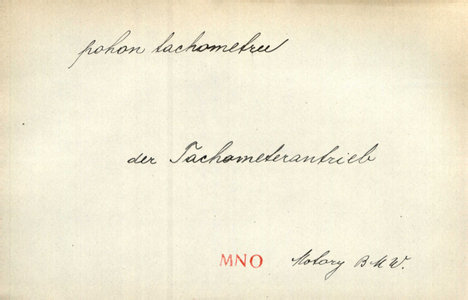 pohon tachometru
der Tachometerantrieb
MNO Motory B M W.